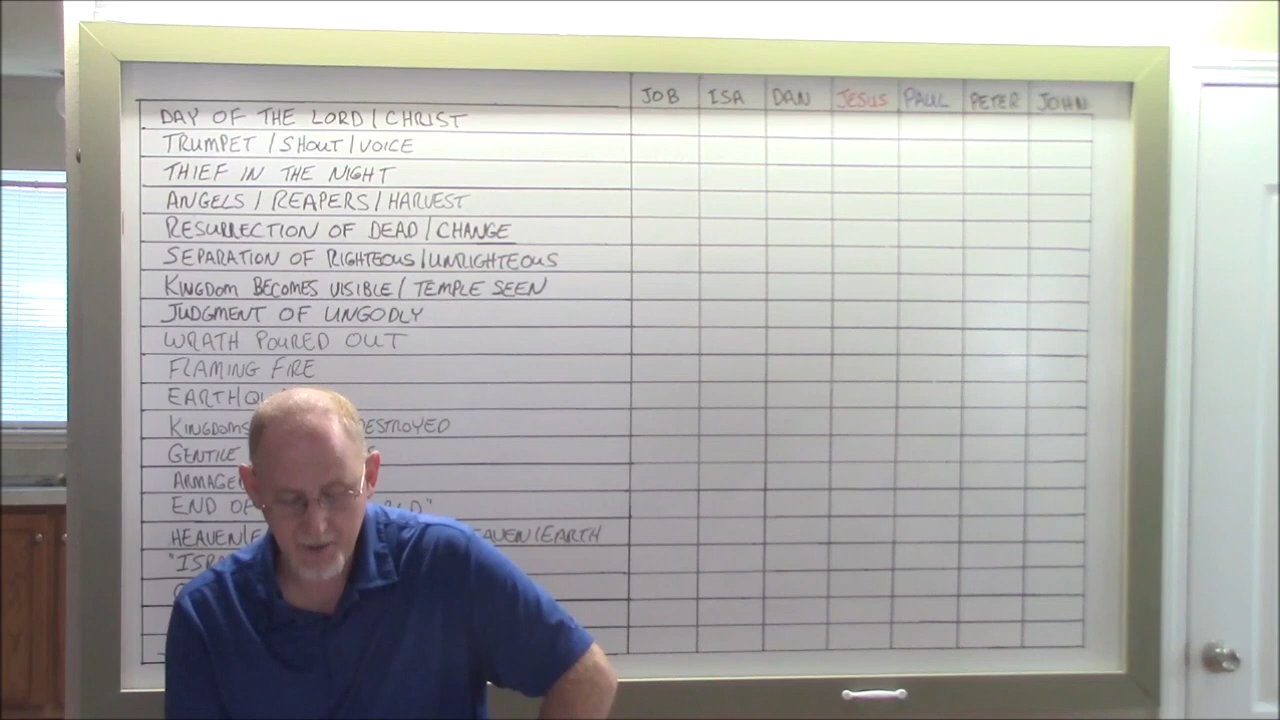 JOB ISA DAN JESUS PAUL PETER JOHN
DAY OF THE LORD / CHRIST
TRUMPET / SHOUT / VOICE
THIEF IN THE NIGHT
ANGELS / REAPERS / HARVEST
RESURRECTION OF DEAD / CHANGE
SEPARATION OF RIGHTEOUS / UNRIGHTEOUS
KINGDOM BECOMES VISIBLE / TEMPLE SEEN
JUDGMENT OF UNGODLY
WRATH POURED OUT
FLAMING FIRE
EARTHQ
KINGDOMS ESTROYED
GENTILE
ARMAGE
END OF
HEAVEN/E EAVEN/EARTH
"ISR